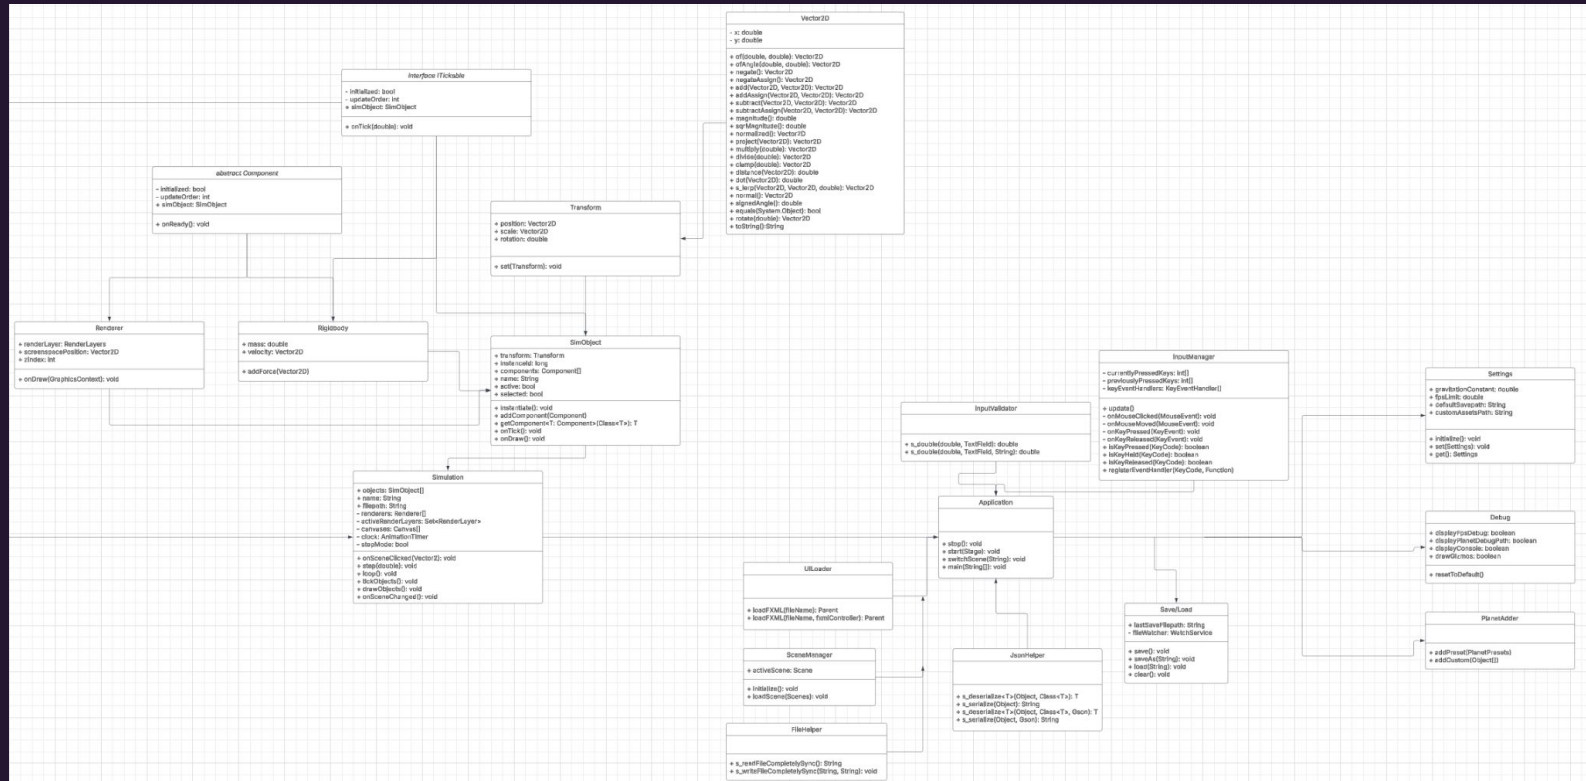 Vector2D
- x: double
- y: double
+ of(double, double): Vector2D
+ ofAngle(double, double): Vector2D
+ negate(): Vector2D
+ negateAssign(): Vector2D
+ add(Vector2D, Vector2D): Vector2D
+ addAssign(Vector2D, Vector2D): Vector2D
+ subtract(Vector2D, Vector2D): Vector2D
+ subtractAssign(Vector2D, Vector2D): Vector2D
+ magnitude(): double
+ sqrMagnitude(): double
+ normalized(): Vector2D
+ project(Vector2D): Vector2D
+ multiply(double): Vector2D
+ divide(double): Vector2D
+ clamp(double): Vector2D
+ distance(Vector2D): double
+ dot(Vector2D): double
+ s_lerp(Vector2D, Vector2D, double): Vector2D
+ normal(): Vector2D
+ signedAngle(): double
+ equals(System.Object): bool
+ rotate(double): Vector2D
+ toString():String
Interface ITickable
- initialized: bool
- updateOrder: int
+ simObject: SimObject
+ onTick(double): void
abstract Component
- initialized: bool
- updateOrder: int
+ simObject: SimObject
+ onReady(): void
Transform
+ position: Vector2D
+ scale: Vector2D
+ rotation: double
+ set(Transform): void
Renderer
+ renderLayer: RenderLayers
+ screenspacePosition: Vector2D
+ zIndex: int
+ onDraw(GraphicsContext): void
Rigidbody
+ mass: double
+ velocity: Vector2D
+ addForce(Vector2D)
SimObject
+ transform: Transform
+ instanceId: long
+ components: Component[]
+ name: String
+ active: bool
+ selected: bool
+ instantiate(): void
+ addComponent(Component)
+ getComponent<T: Component>(Class<T>): T
+ onTick(): void
+ onDraw(): void
Simulation
+ objects: SimObject[]
+ name: String
+ filepath: String
- renderers: Renderer[]
- activeRenderLayers: Set<RenderLayer>
- canvases: Canvas[]
- clock: AnimationTimer
- stepMode: bool
+ onSceneClicked(Vector2): void
+ step(double): void
+ loop(): void
+ tickObjects(): void
+ drawObjects(): void
+ onSceneChanged(): void
InputValidator
+ s_double(double, TextField): double
+ s_double(double, TextField, String): double
InputManager
- currentlyPressedKeys: int[]
- previouslyPressedKeys: int[]
- keyEventHandlers: KeyEventHandler[]
+ update()
- onMouseClicked(MouseEvent): void
- onMouseMoved(MouseEvent): void
- onKeyPressed(KeyEvent): void
- onKeyReleased(KeyEvent): void
+ isKeyPressed(KeyCode): boolean
+ isKeyHeld(KeyCode): boolean
+ isKeyReleased(KeyCode): boolean
+ registerEventHandler(KeyCode, Function)
Settings
+ gravitationConstant: double
+ fpsLimit: double
+ defaultSavepath: String
+ customAssetsPath: String
+ initialize(): void
+ set(Settings): void
+ get(): Settings
Application
+ stop(): void
+ start(Stage): void
+ switchScene(String): void
+ main(String[]): void
Debug
+ displayFpsDebug: boolean
+ displayPlanetDebugPath: boolean
+ displayConsole: boolean
+ drawGizmos: boolean
+ resetToDefault()
UILoader
+ loadFXML(fileName): Parent
+ loadFXML(fileName, fxmlController): Parent
Save/Load
+ lastSaveFilepath: String
- fileWatcher: WatchService
+ save(): void
+ saveAs(String): void
+ load(String): void
+ clear(): void
PlanetAdder
+ addPreset(PlanetPresets)
+ addCustom(Object[])
SceneManager
+ activeScene: Scene
+ initialize(): void
+ loadScene(Scenes): void
JsonHelper
+ s_deserialize<T>(Object, Class<T>): T
+ s_serialize(Object): String
+ s_deserialize<T>(Object, Class<T>, Gson): T
+ s_serialize(Object, Gson): String
FileHelper
+ s_readFileCompletelySync(): String
+ s_writeFileCompletelySync(String, String): void